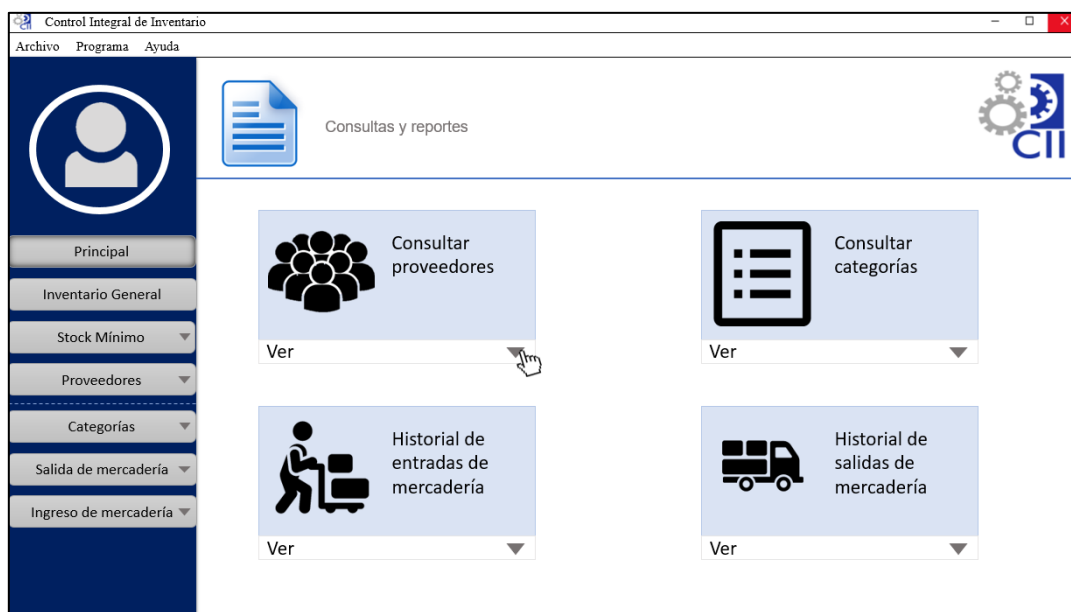 Control Integral de Inventario
Archivo Programa Ayuda
Consultas y reportes
CII
Principal
Inventario General
Stock Mínimo
Proveedores
Categorías
Salida de mercadería
Ingreso de mercadería
Consultar
proveedores
Ver
Consultar
categorías
Ver
Historial de
entradas de
mercadería
Ver
Historial de
salidas de
mercadería
Ver